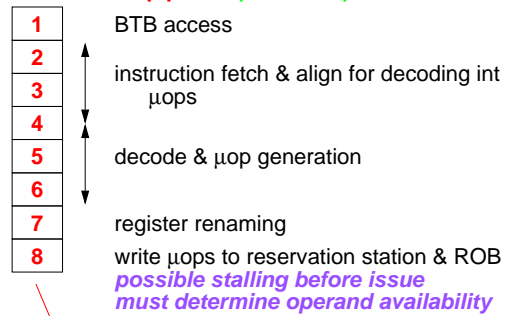 1 BTB access
2
instruction fetch & align for decoding int
3
μops
4
5 decode & μop generation
6
7 register renaming
8 write μops to reservation station & ROB
possible stalling before issue
must determine operand availability